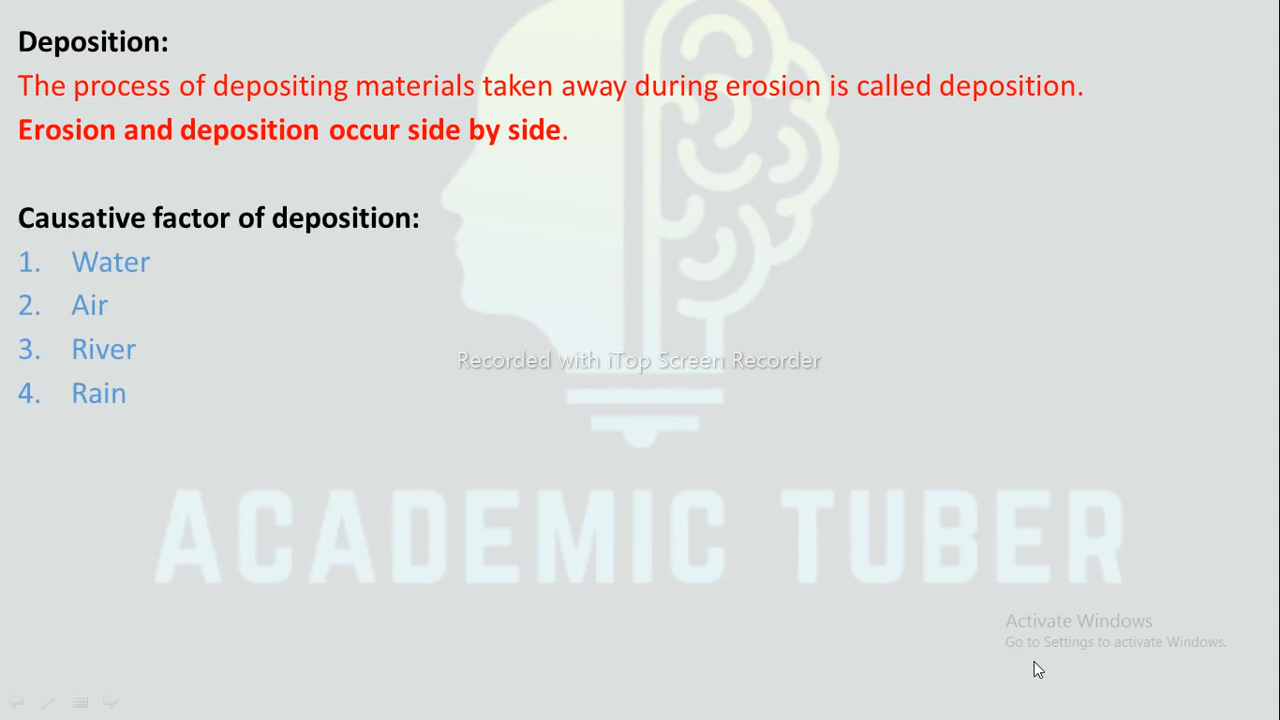 Deposition:
The process of depositing materials taken away during erosion is called deposition.
Erosion and deposition occur side by side.
Causative factor of deposition:
1. Water
2. Air
3. River
4. Rain
Recorded with iTop Screen Recorder
ACADEMIC TUBER
Activate Windows
Go to Settings to activate Windows.